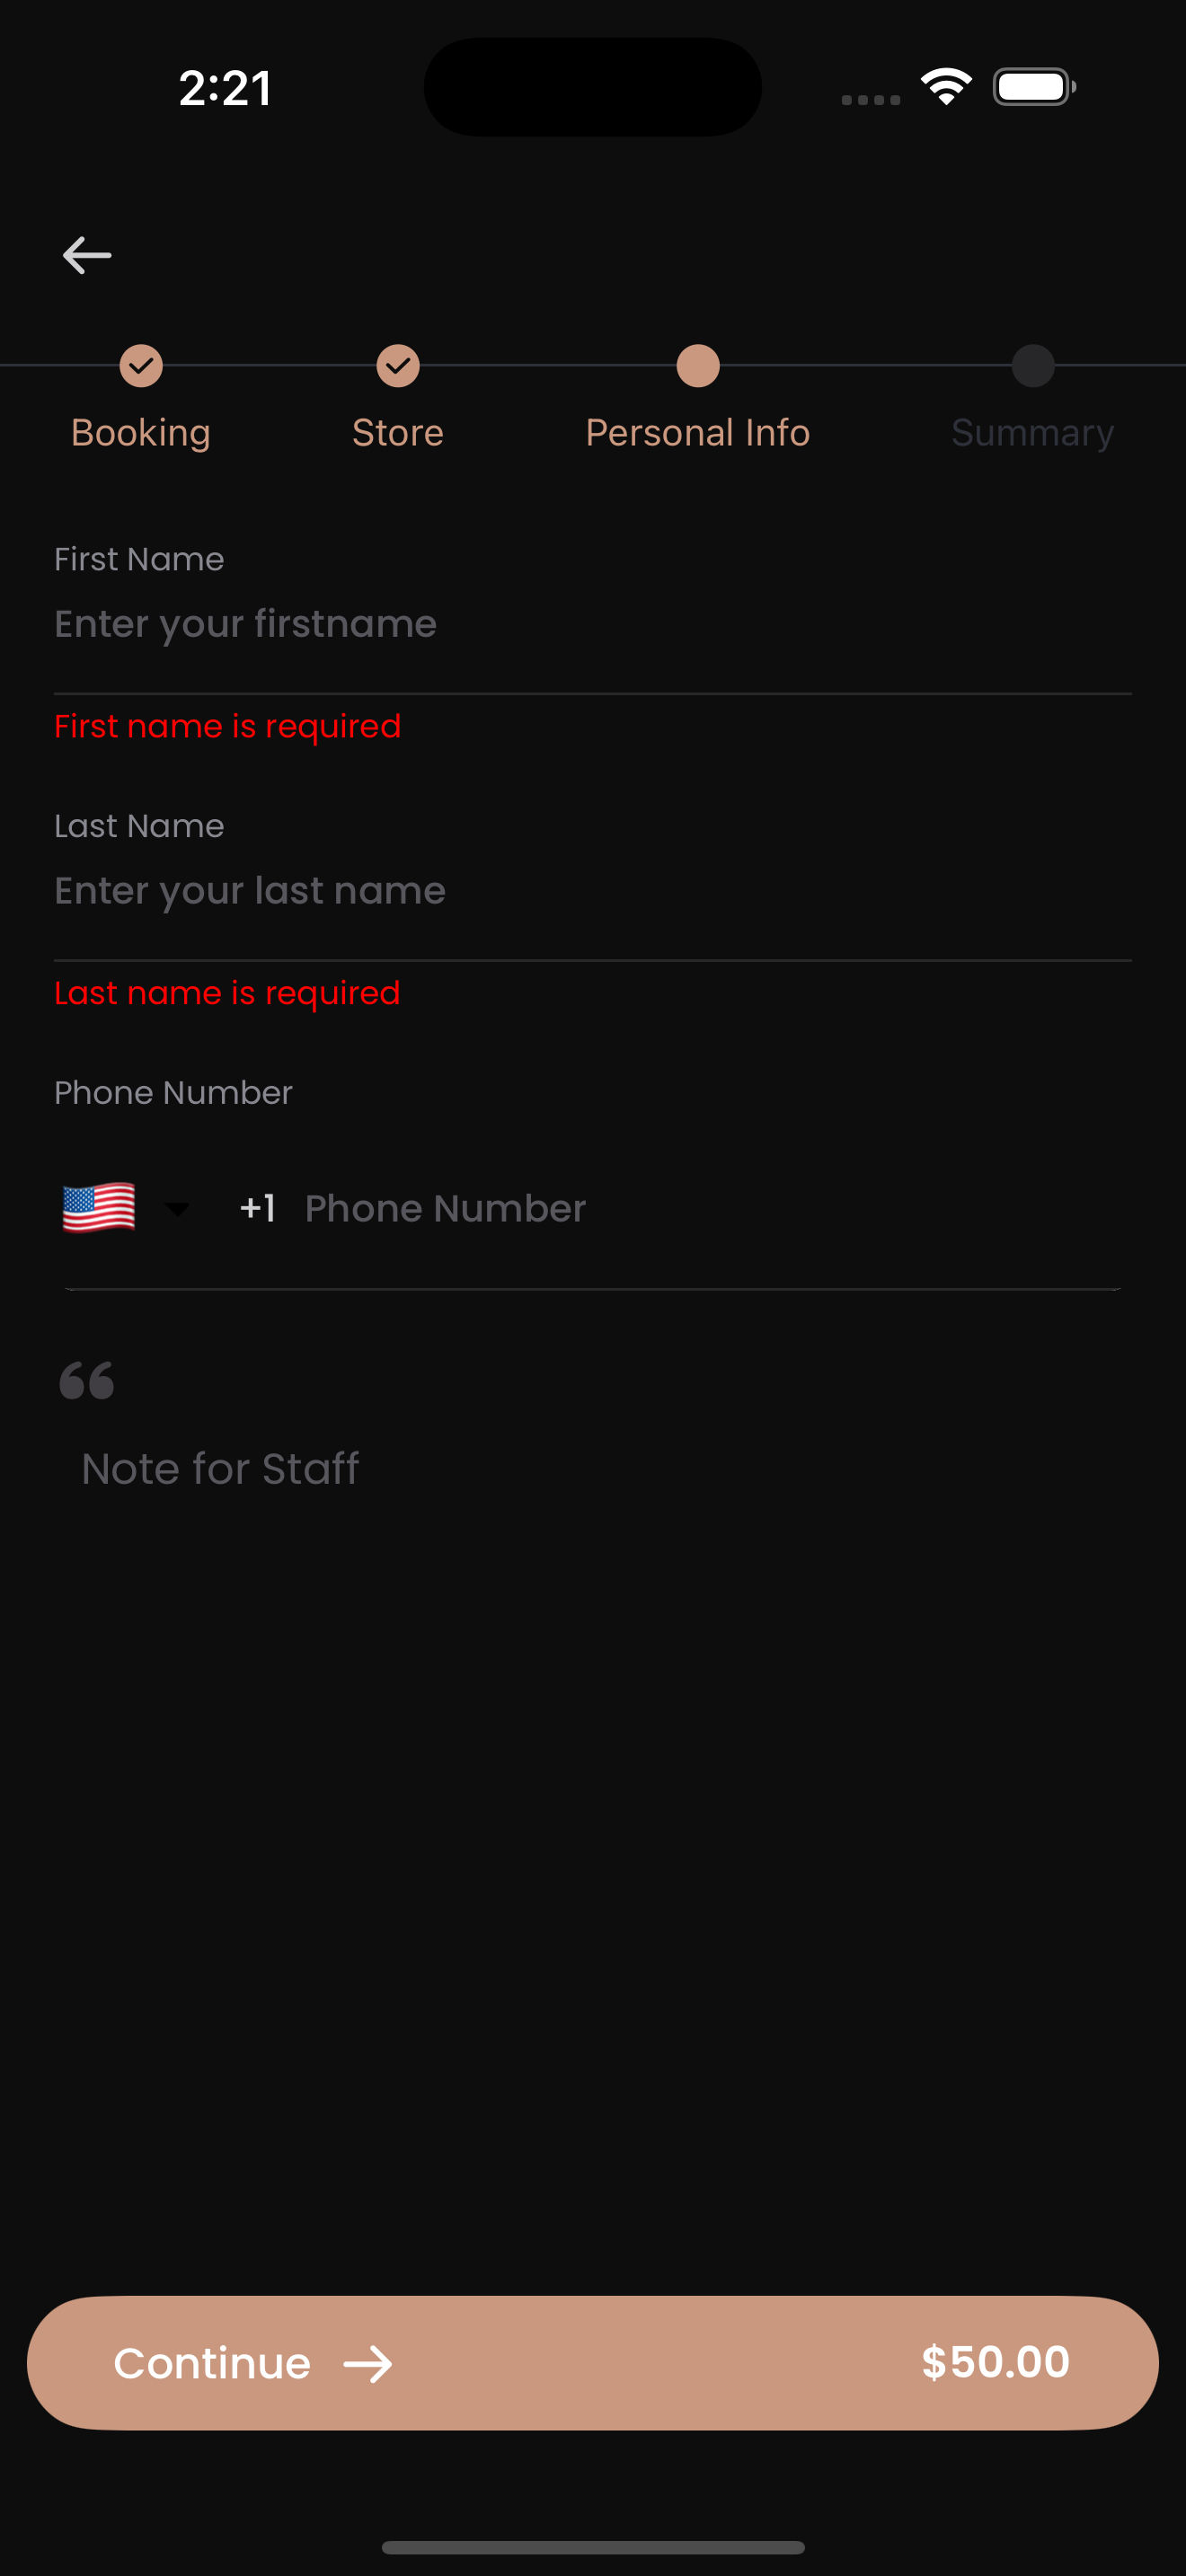 2:21
Booking Store Personal Info Summary
First Name
Enter your firstname
First name is required
Last Name
Enter your last name
Last name is required
Phone Number
+1 Phone Number
“
Note for Staff
Continue → $50.00